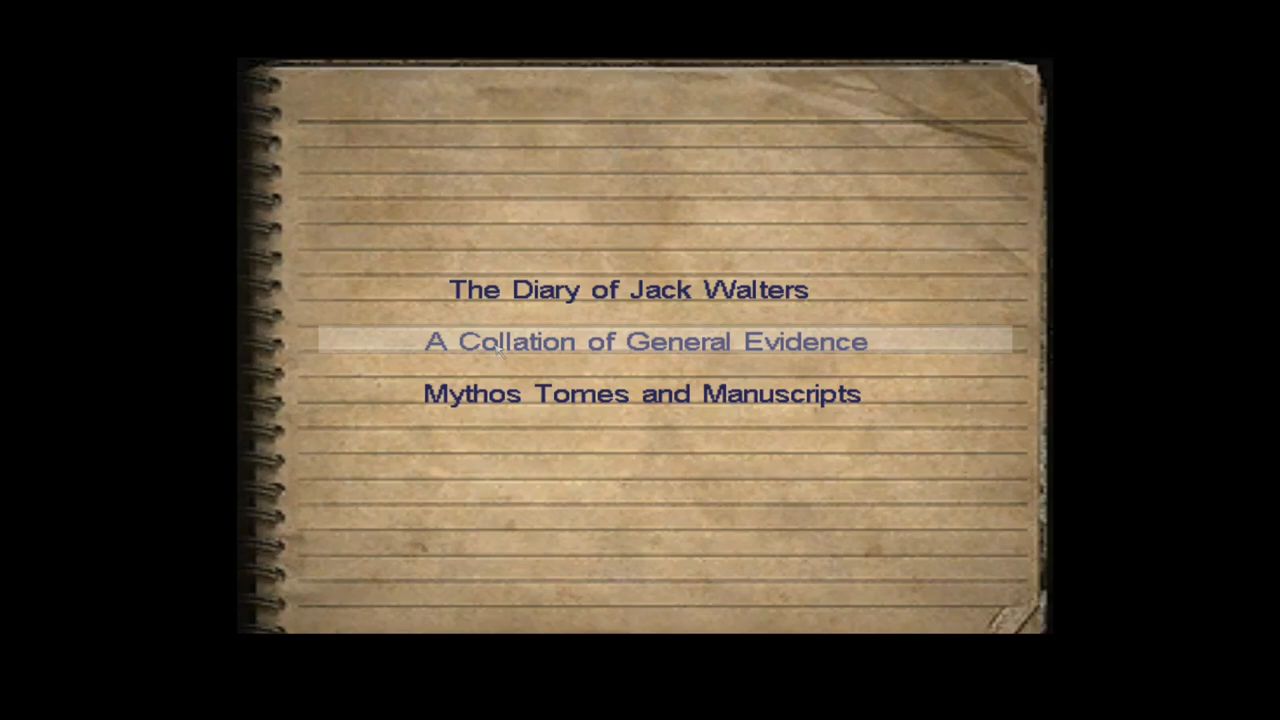 The Diary of Jack Walters
A Collation of General Evidence
Mythos Tomes and Manuscripts